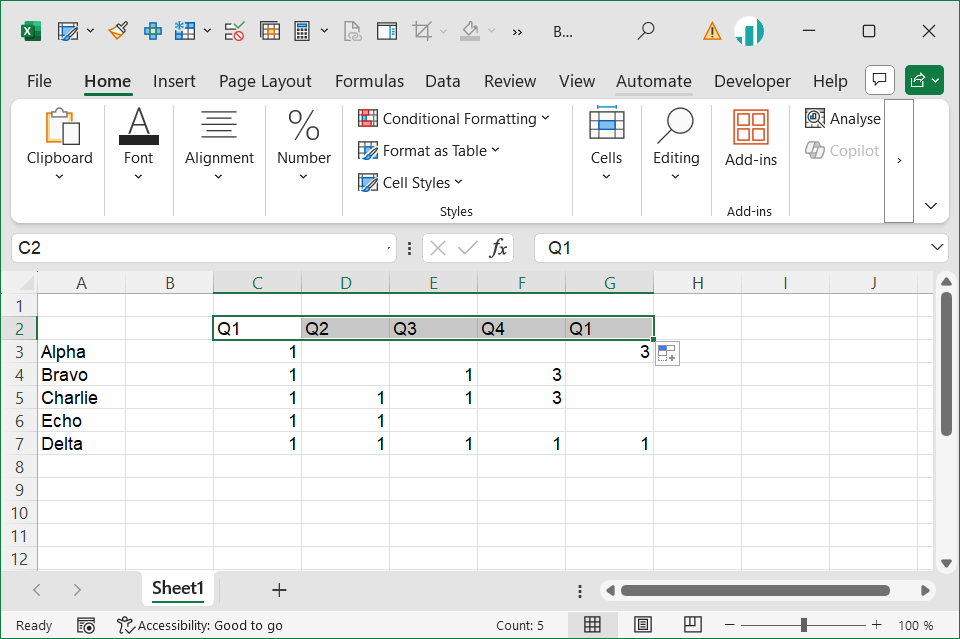 B...
File Home Insert Page Layout Formulas Data Review View Automate Developer Help
Clipboard Font Alignment Number Conditional Formatting Format as Table Cell Styles Cells Editing Add-ins Analyse Copilot
Styles Add-ins
C2 fx Q1
A B C D E F G H I J
1
2 Q1 Q2 Q3 Q4 Q1
3 Alpha 1 3
4 Bravo 1 1 3
5 Charlie 1 1 1 3
6 Echo 1 1
7 Delta 1 1 1 1 1
8
9
10
11
12
Sheet1
Ready Accessibility: Good to go Count: 5 100 %